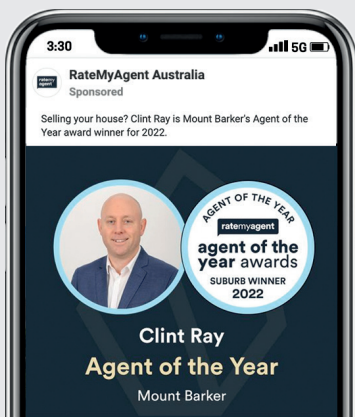 3:30
5G
ratemy
agent
RateMyAgent Australia
Sponsored
Selling your house? Clint Ray is Mount Barker's Agent of the
Year award winner for 2022.
AGENT OF THE YEAR
ratemyagent
agent of the
year awards
SUBURB WINNER
2022
Clint Ray
Agent of the Year
Mount Barker